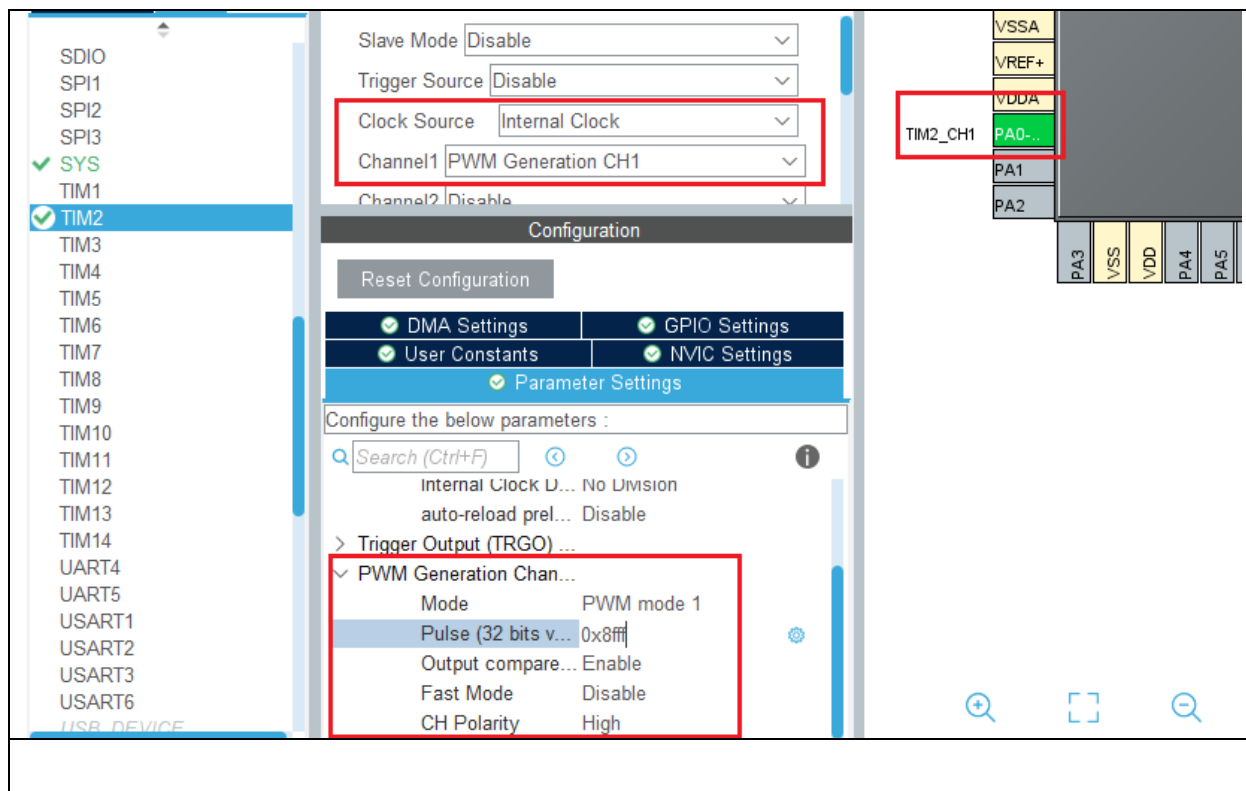 SDIO
SPI1
SPI2
SPI3
SYS
TIM1
TIM2
TIM3
TIM4
TIM5
TIM6
TIM7
TIM8
TIM9
TIM10
TIM11
TIM12
TIM13
TIM14
UART4
UART5
USART1
USART2
USART3
USART6
USB_DEVICE
Slave Mode Disable
Trigger Source Disable
Clock Source Internal Clock
Channel1 PWM Generation CH1
Channel2 Disable
Configuration
Reset Configuration
DMA Settings GPIO Settings
User Constants NVIC Settings
Parameter Settings
Configure the below parameters :
Search (Ctrl+F)
Internal Clock D... No Division
auto-reload prel... Disable
Trigger Output (TRGO) ...
PWM Generation Chan...
Mode PWM mode 1
Pulse (32 bits v... 0x8fff
Output compare... Enable
Fast Mode Disable
CH Polarity High
VSSA
VREF+
VDDA
TIM2_CH1 PA0-..
PA1
PA2
PA3
VSS
VDD
PA4
PA5